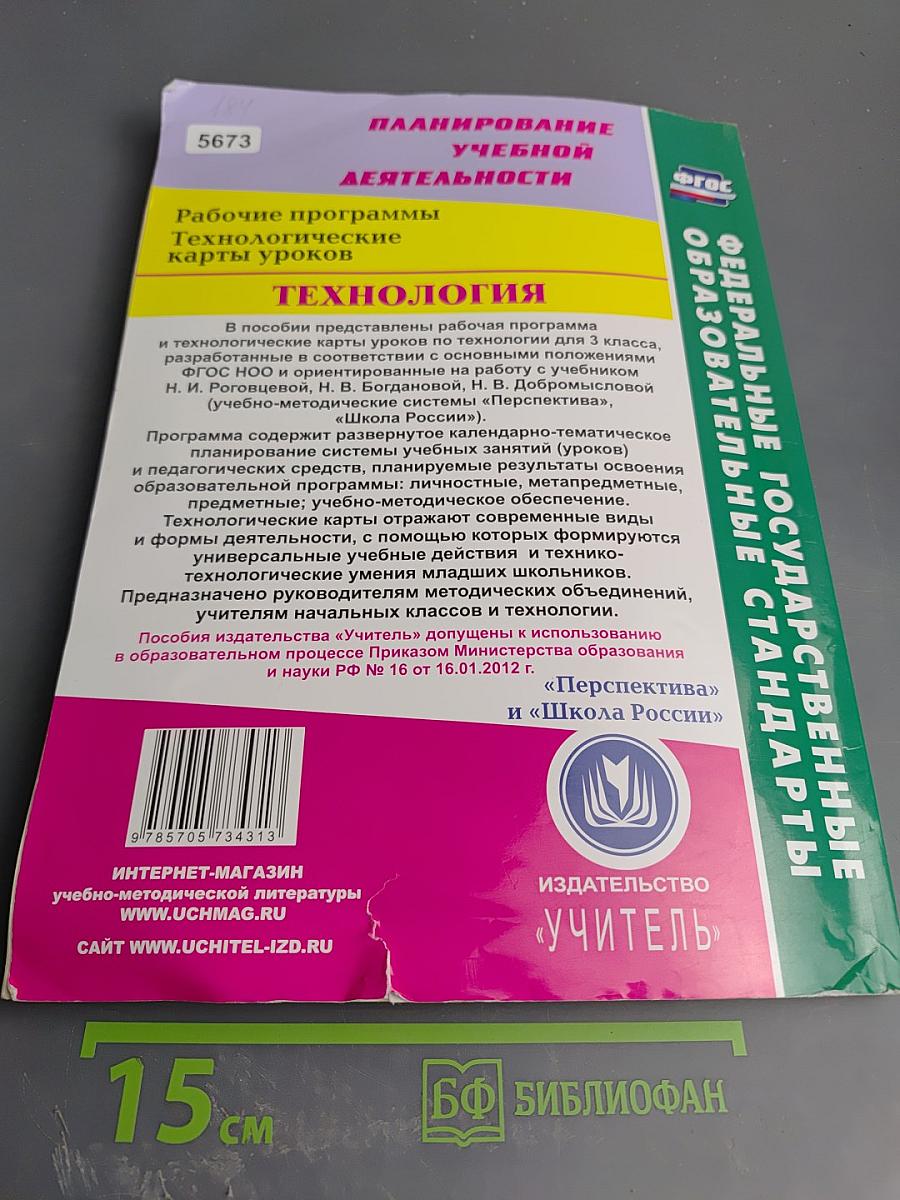 184
5673
ПЛАНИРОВАНИЕ
УЧЕБНОЙ
ДЕЯТЕЛЬНОСТИ
Рабочие программы
Технологические
карты уроков
ТЕХНОЛОГИЯ
В пособии представлены рабочая программа
и технологические карты уроков по технологии для 3 класса,
разработанные в соответствии с основными положениями
ФГОС НОО и ориентированные на работу с учебником
Н. И. Роговцевой, Н. В. Богдановой, Н. В. Добромысловой
(учебно-методические системы «Перспектива»,
«Школа России»).
Программа содержит развернутое календарно-тематическое
планирование системы учебных занятий (уроков)
и педагогических средств, планируемые результаты освоения
образовательной программы: личностные, метапредметные,
предметные; учебно-методическое обеспечение.
Технологические карты отражают современные виды
и формы деятельности, с помощью которых формируются
универсальные учебные действия и технико-
технологические умения младших школьников.
Предназначено руководителям методических объединений,
учителям начальных классов и технологии.
Пособия издательства «Учитель» допущены к использованию
в образовательном процессе Приказом Министерства образования
и науки РФ № 16 от 16.01.2012 г.
«Перспектива»
и «Школа России»
9 785705 734313
ИНТЕРНЕТ-МАГАЗИН
учебно-методической литературы
WWW.UCHMAG.RU
САЙТ WWW.UCHITEL-IZD.RU
ИЗДАТЕЛЬСТВО
«УЧИТЕЛЬ»
ФГОС
ФЕДЕРАЛЬНЫЕ ГОСУДАРСТВЕННЫЕ
ОБРАЗОВАТЕЛЬНЫЕ СТАНДАРТЫ
15 см
БФ БИБЛИОФАН